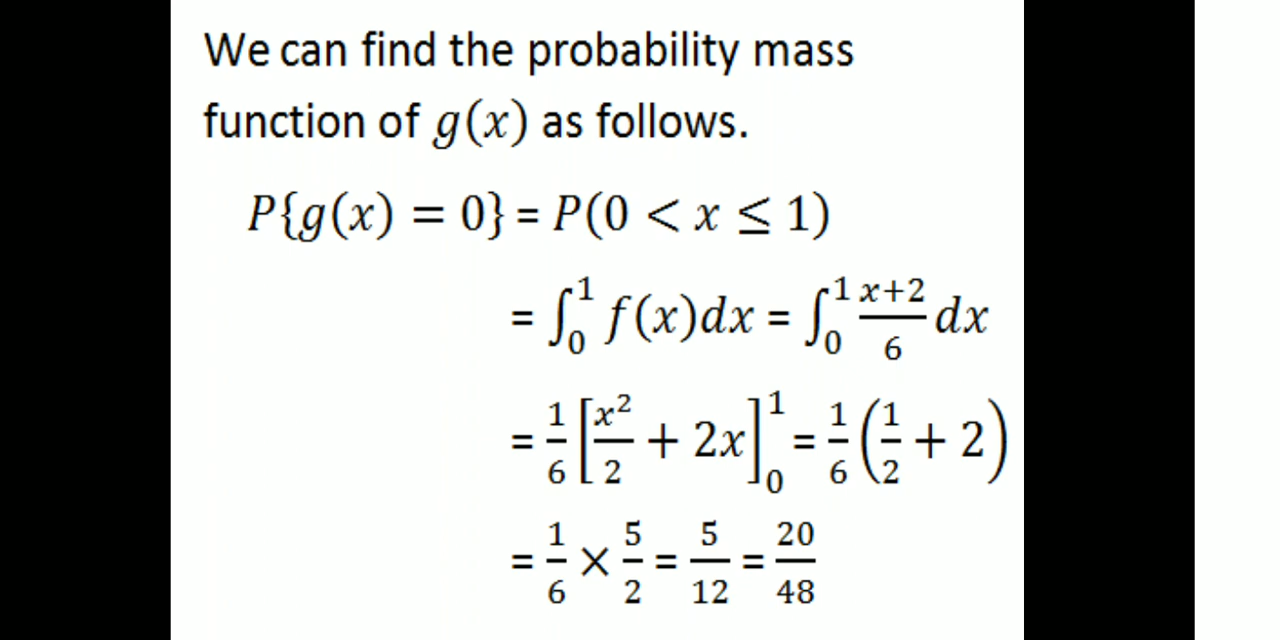 We can find the probability mass
function of g(x) as follows.
P{g(x) = 0} = P(0 < x ≤ 1)
= ∫₀¹ f(x)dx = ∫₀¹ (x+2)/6 dx
= 1/6 [x²/2 + 2x]₀¹ = 1/6 (1/2 + 2)
= 1/6 × 5/2 = 5/12 = 20/48